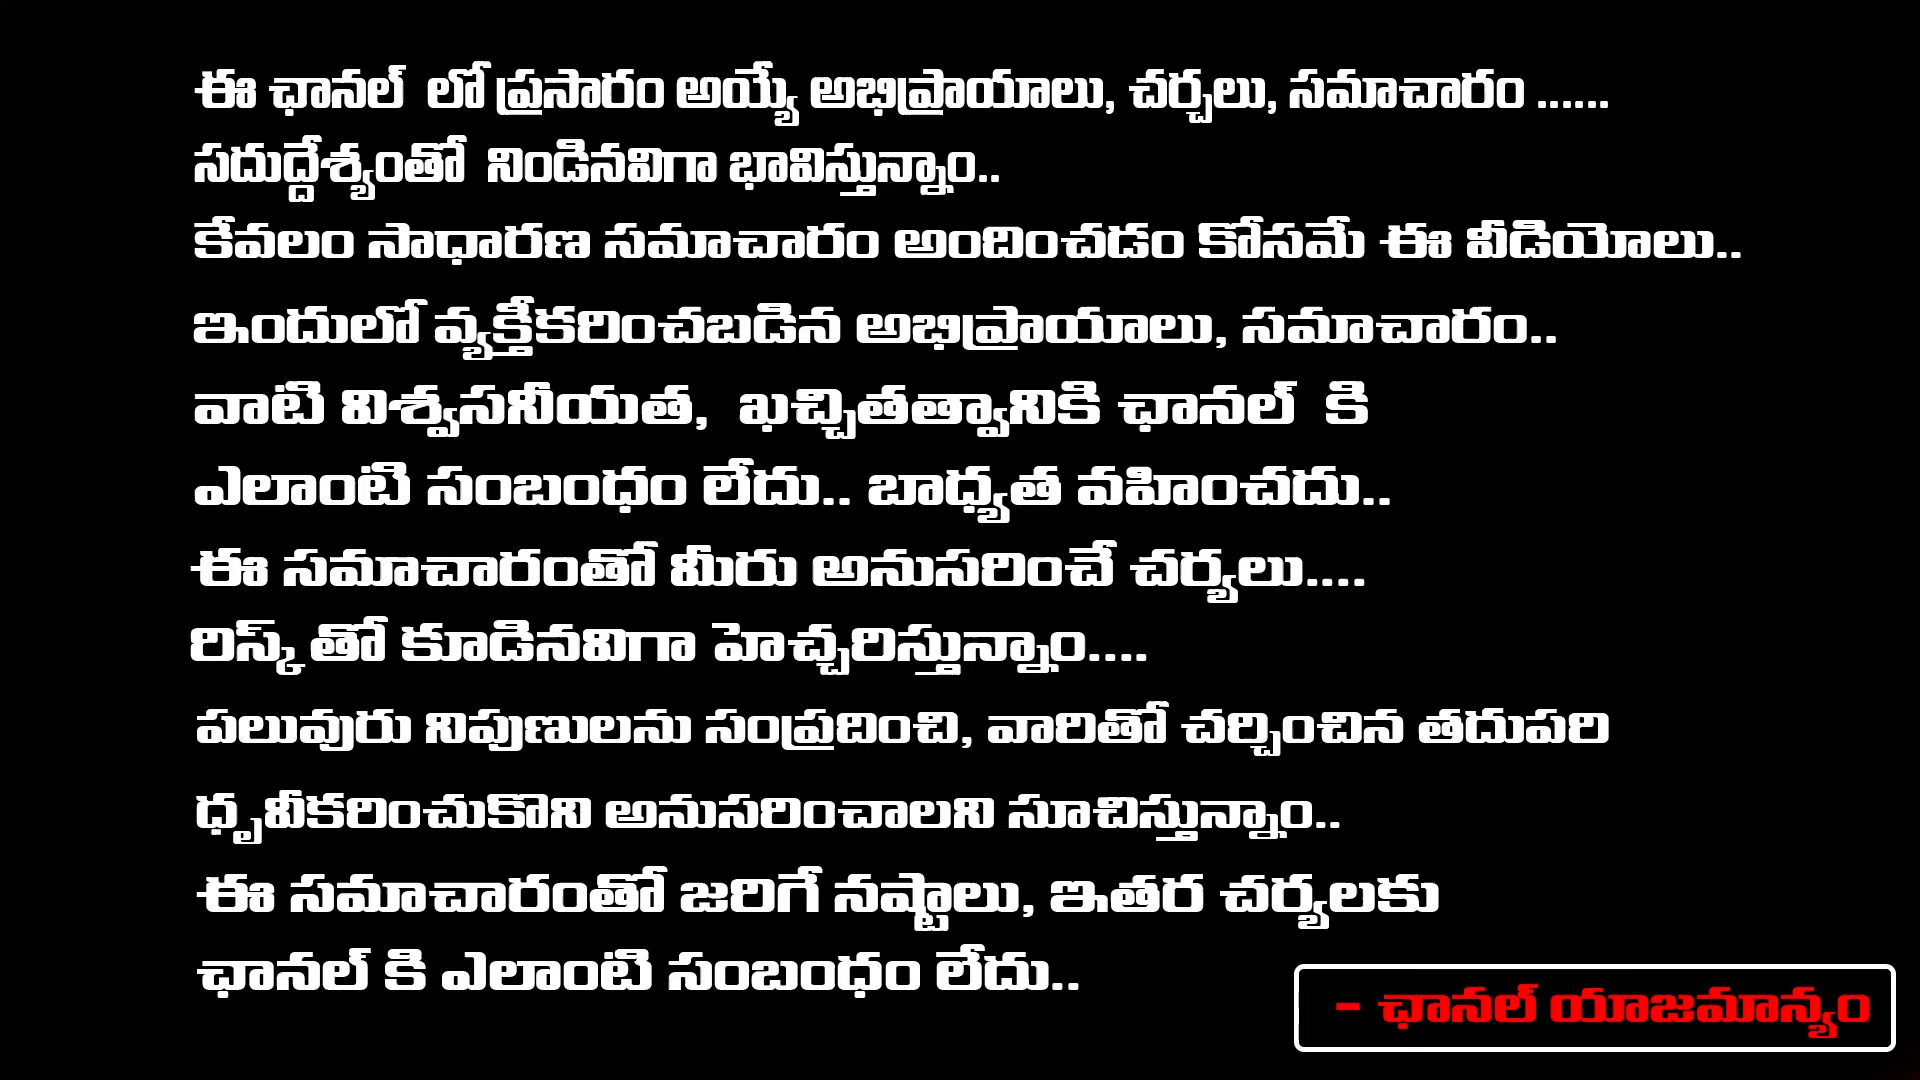 ఈ ఛానల్ లో ప్రసారం అయ్యే అభిప్రాయాలు, చర్చలు, సమాచారం ......
సదుద్దేశ్యంతో నిండినవిగా భావిస్తున్నాం..
కేవలం సాధారణ సమాచారం అందించడం కోసమే ఈ వీడియోలు..
ఇందులో వ్యక్తీకరించబడిన అభిప్రాయాలు, సమాచారం..
వాటి విశ్వసనీయత, ఖచ్చితత్వానికి ఛానల్ కి
ఎలాంటి సంబంధం లేదు.. బాధ్యత వహించదు..
ఈ సమాచారంతో మీరు అనుసరించే చర్యలు....
రిస్క్ తో కూడినవిగా హెచ్చరిస్తున్నాం....
పలువురు నిపుణులను సంప్రదించి, వారితో చర్చించిన తదుపరి
ధృవీకరించుకొని అనుసరించాలని సూచిస్తున్నాం..
ఈ సమాచారంతో జరిగే నష్టాలు, ఇతర చర్యలకు
ఛానల్ కి ఎలాంటి సంబంధం లేదు..
- ఛానల్ యాజమాన్యం